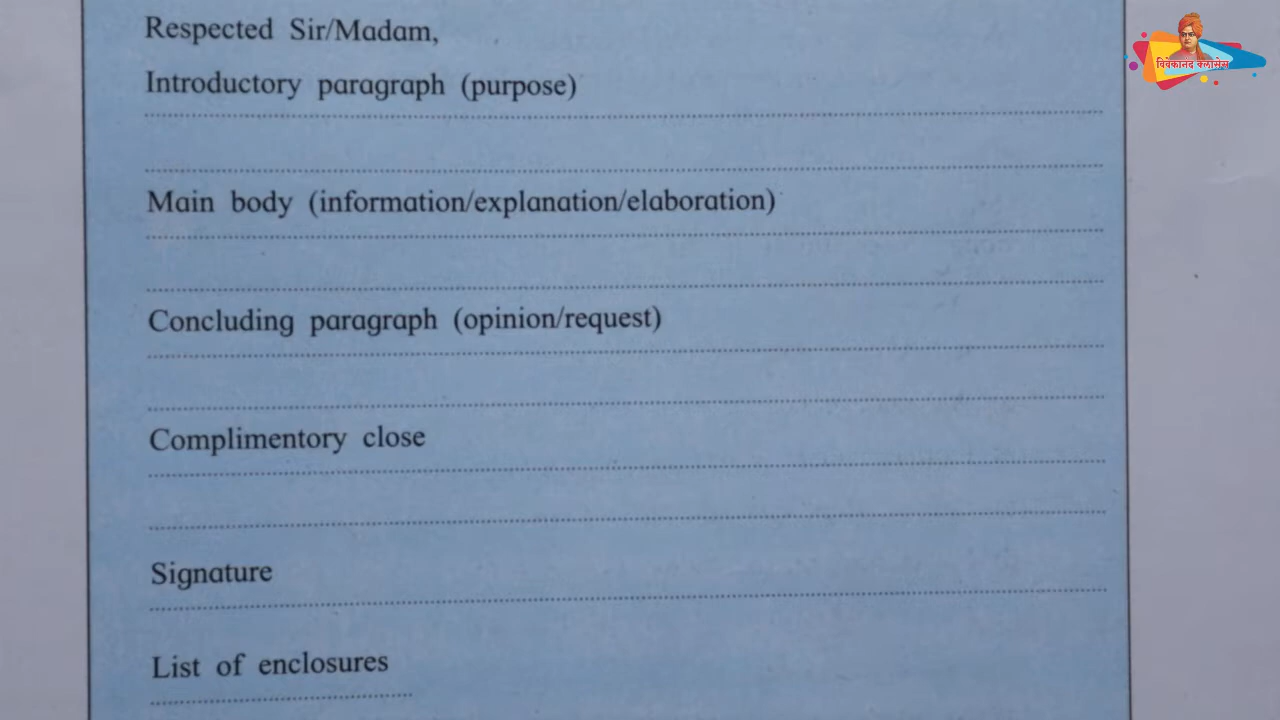 Respected Sir/Madam,
Introductory paragraph (purpose)
Main body (information/explanation/elaboration)
Concluding paragraph (opinion/request)
Complimentory close
Signature
List of enclosures
विवेकानंद क्लासेस